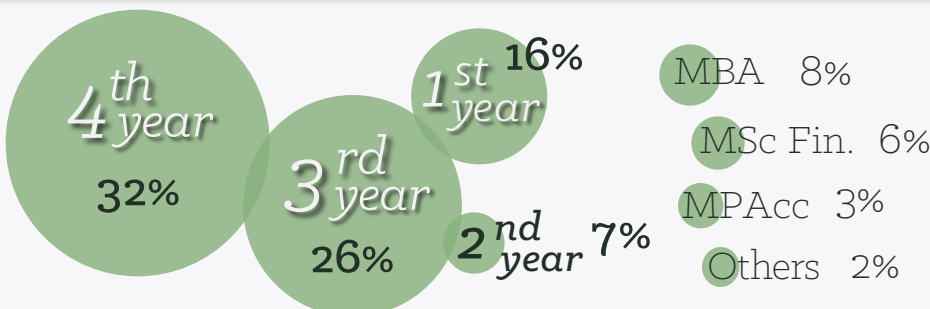 4th year
32%
3rd year
26%
1st year
16%
2nd year 7%
MBA 8%
MSc Fin. 6%
MPAcc 3%
Others 2%